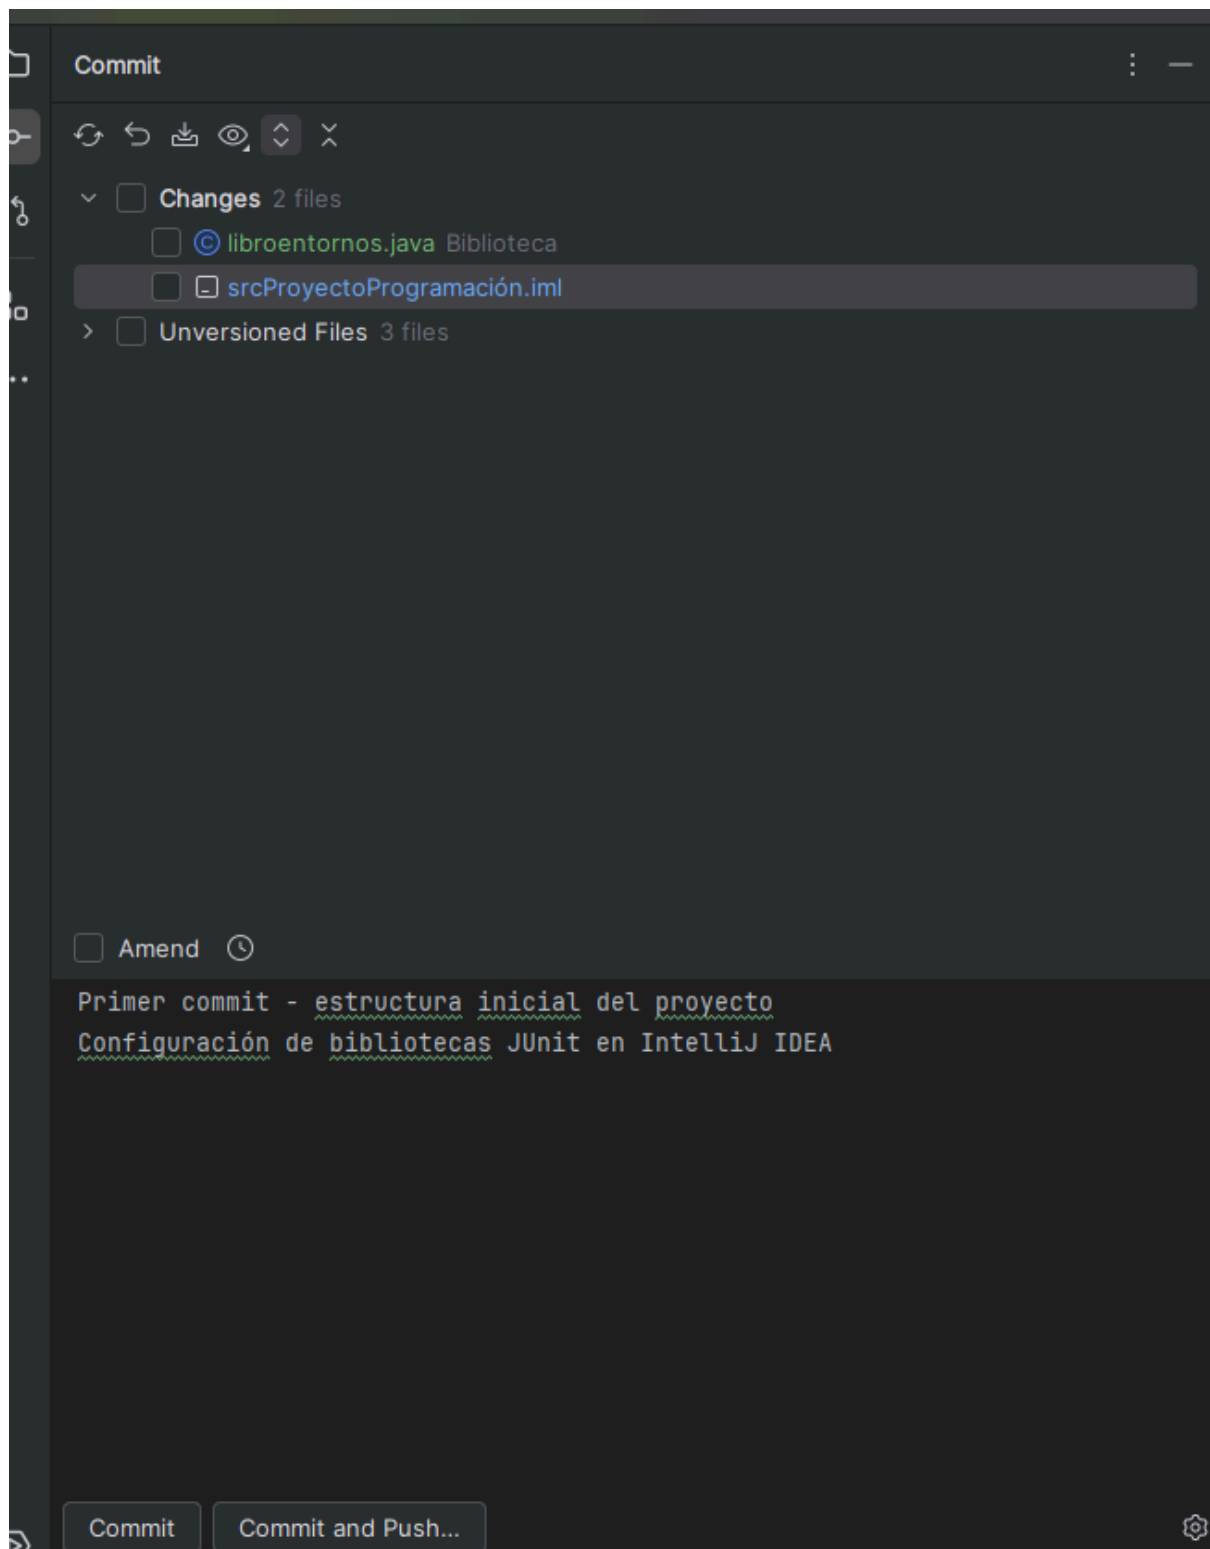 Commit
Changes 2 files
libroentornos.java Biblioteca
srcProyectoProgramación.iml
Unversioned Files 3 files
Amend
Primer commit - estructura inicial del proyecto
Configuración de bibliotecas JUnit en IntelliJ IDEA
Commit Commit and Push...